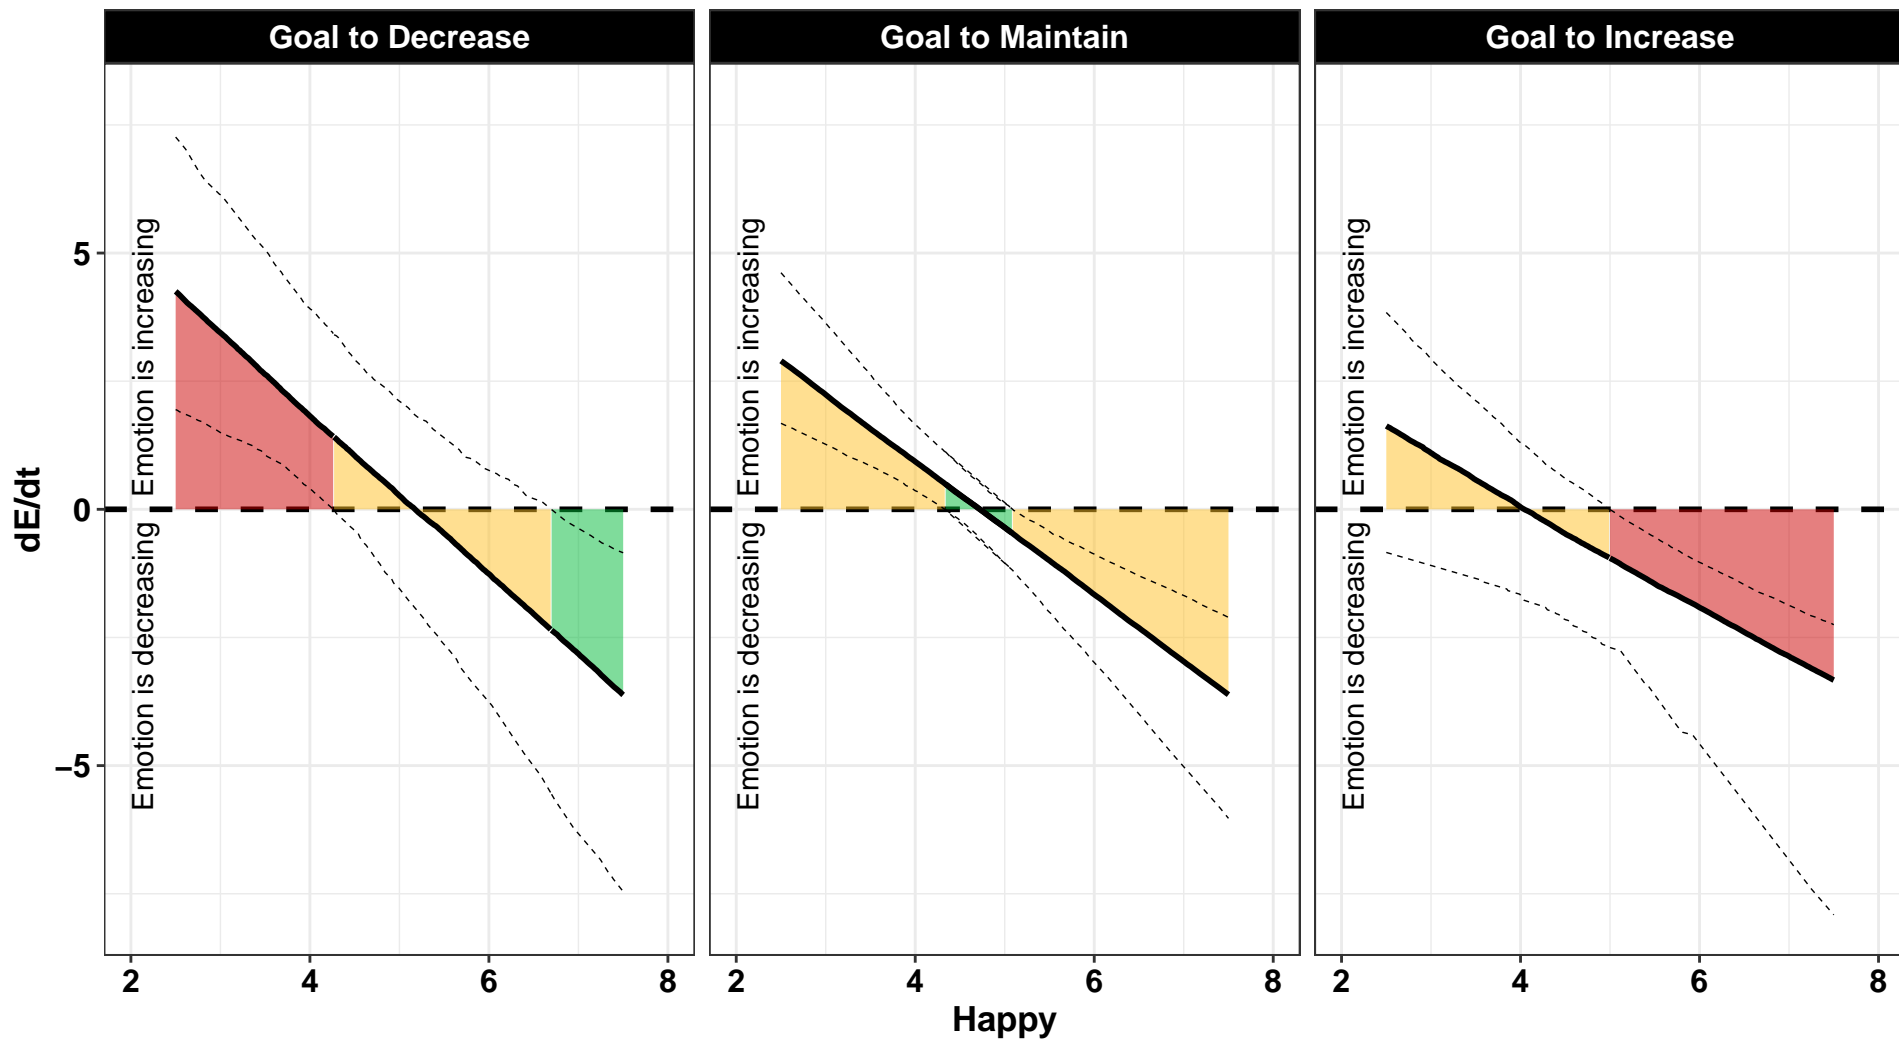 Goal to Decrease
Goal to Maintain
Goal to Increase
dE/dt
5
0
−5
Emotion is increasing
Emotion is decreasing
Emotion is increasing
Emotion is decreasing
Emotion is increasing
Emotion is decreasing
2 4 6 8
2 4 6 8
2 4 6 8
Happy